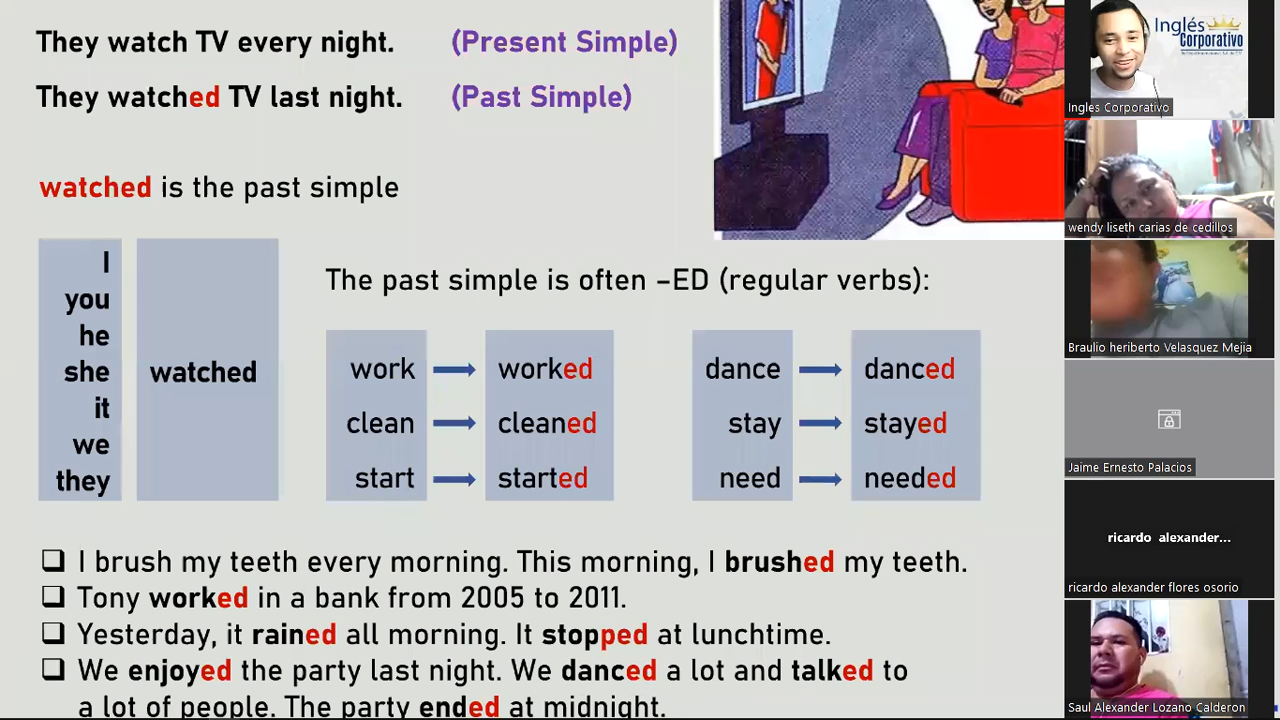 They watch TV every night. (Present Simple)
They watched TV last night. (Past Simple)
watched is the past simple
I
you
he
she
it
we
they
watched
The past simple is often –ED (regular verbs):
work worked
clean cleaned
start started
dance danced
stay stayed
need needed
❑ I brush my teeth every morning. This morning, I brushed my teeth.
❑ Tony worked in a bank from 2005 to 2011.
❑ Yesterday, it rained all morning. It stopped at lunchtime.
❑ We enjoyed the party last night. We danced a lot and talked to
a lot of people. The party ended at midnight.
Inglés
Corporativo
Ingles Corporativo
wendy liseth carias de cedillos
Braulio heriberto Velasquez Mejia
Jaime Ernesto Palacios
ricardo alexander...
ricardo alexander flores osorio
Saul Alexander Lozano Calderon